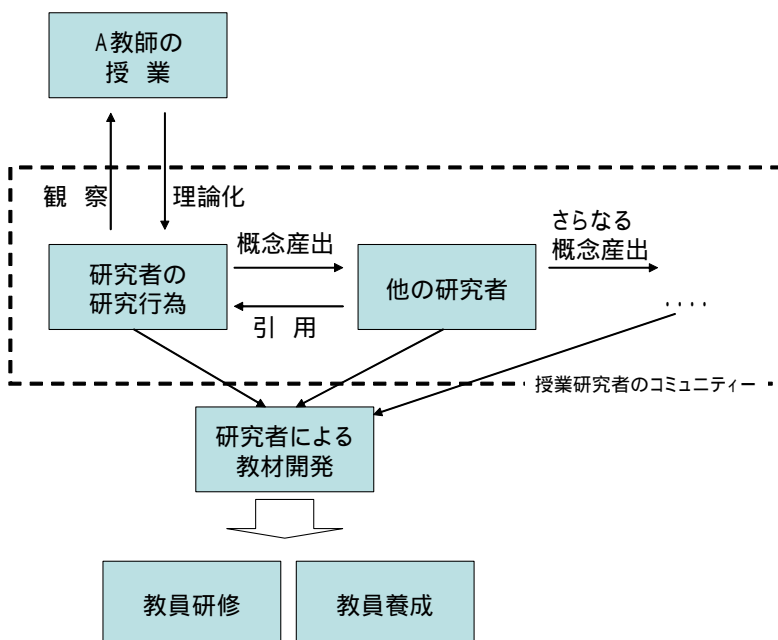 A教師の
授 業
観 察
理論化
さらなる
概念産出
概念産出
研究者の
研究行為
他の研究者
引 用
‥‥
授業研究者のコミュニティー
研究者による
教材開発
教員研修
教員養成